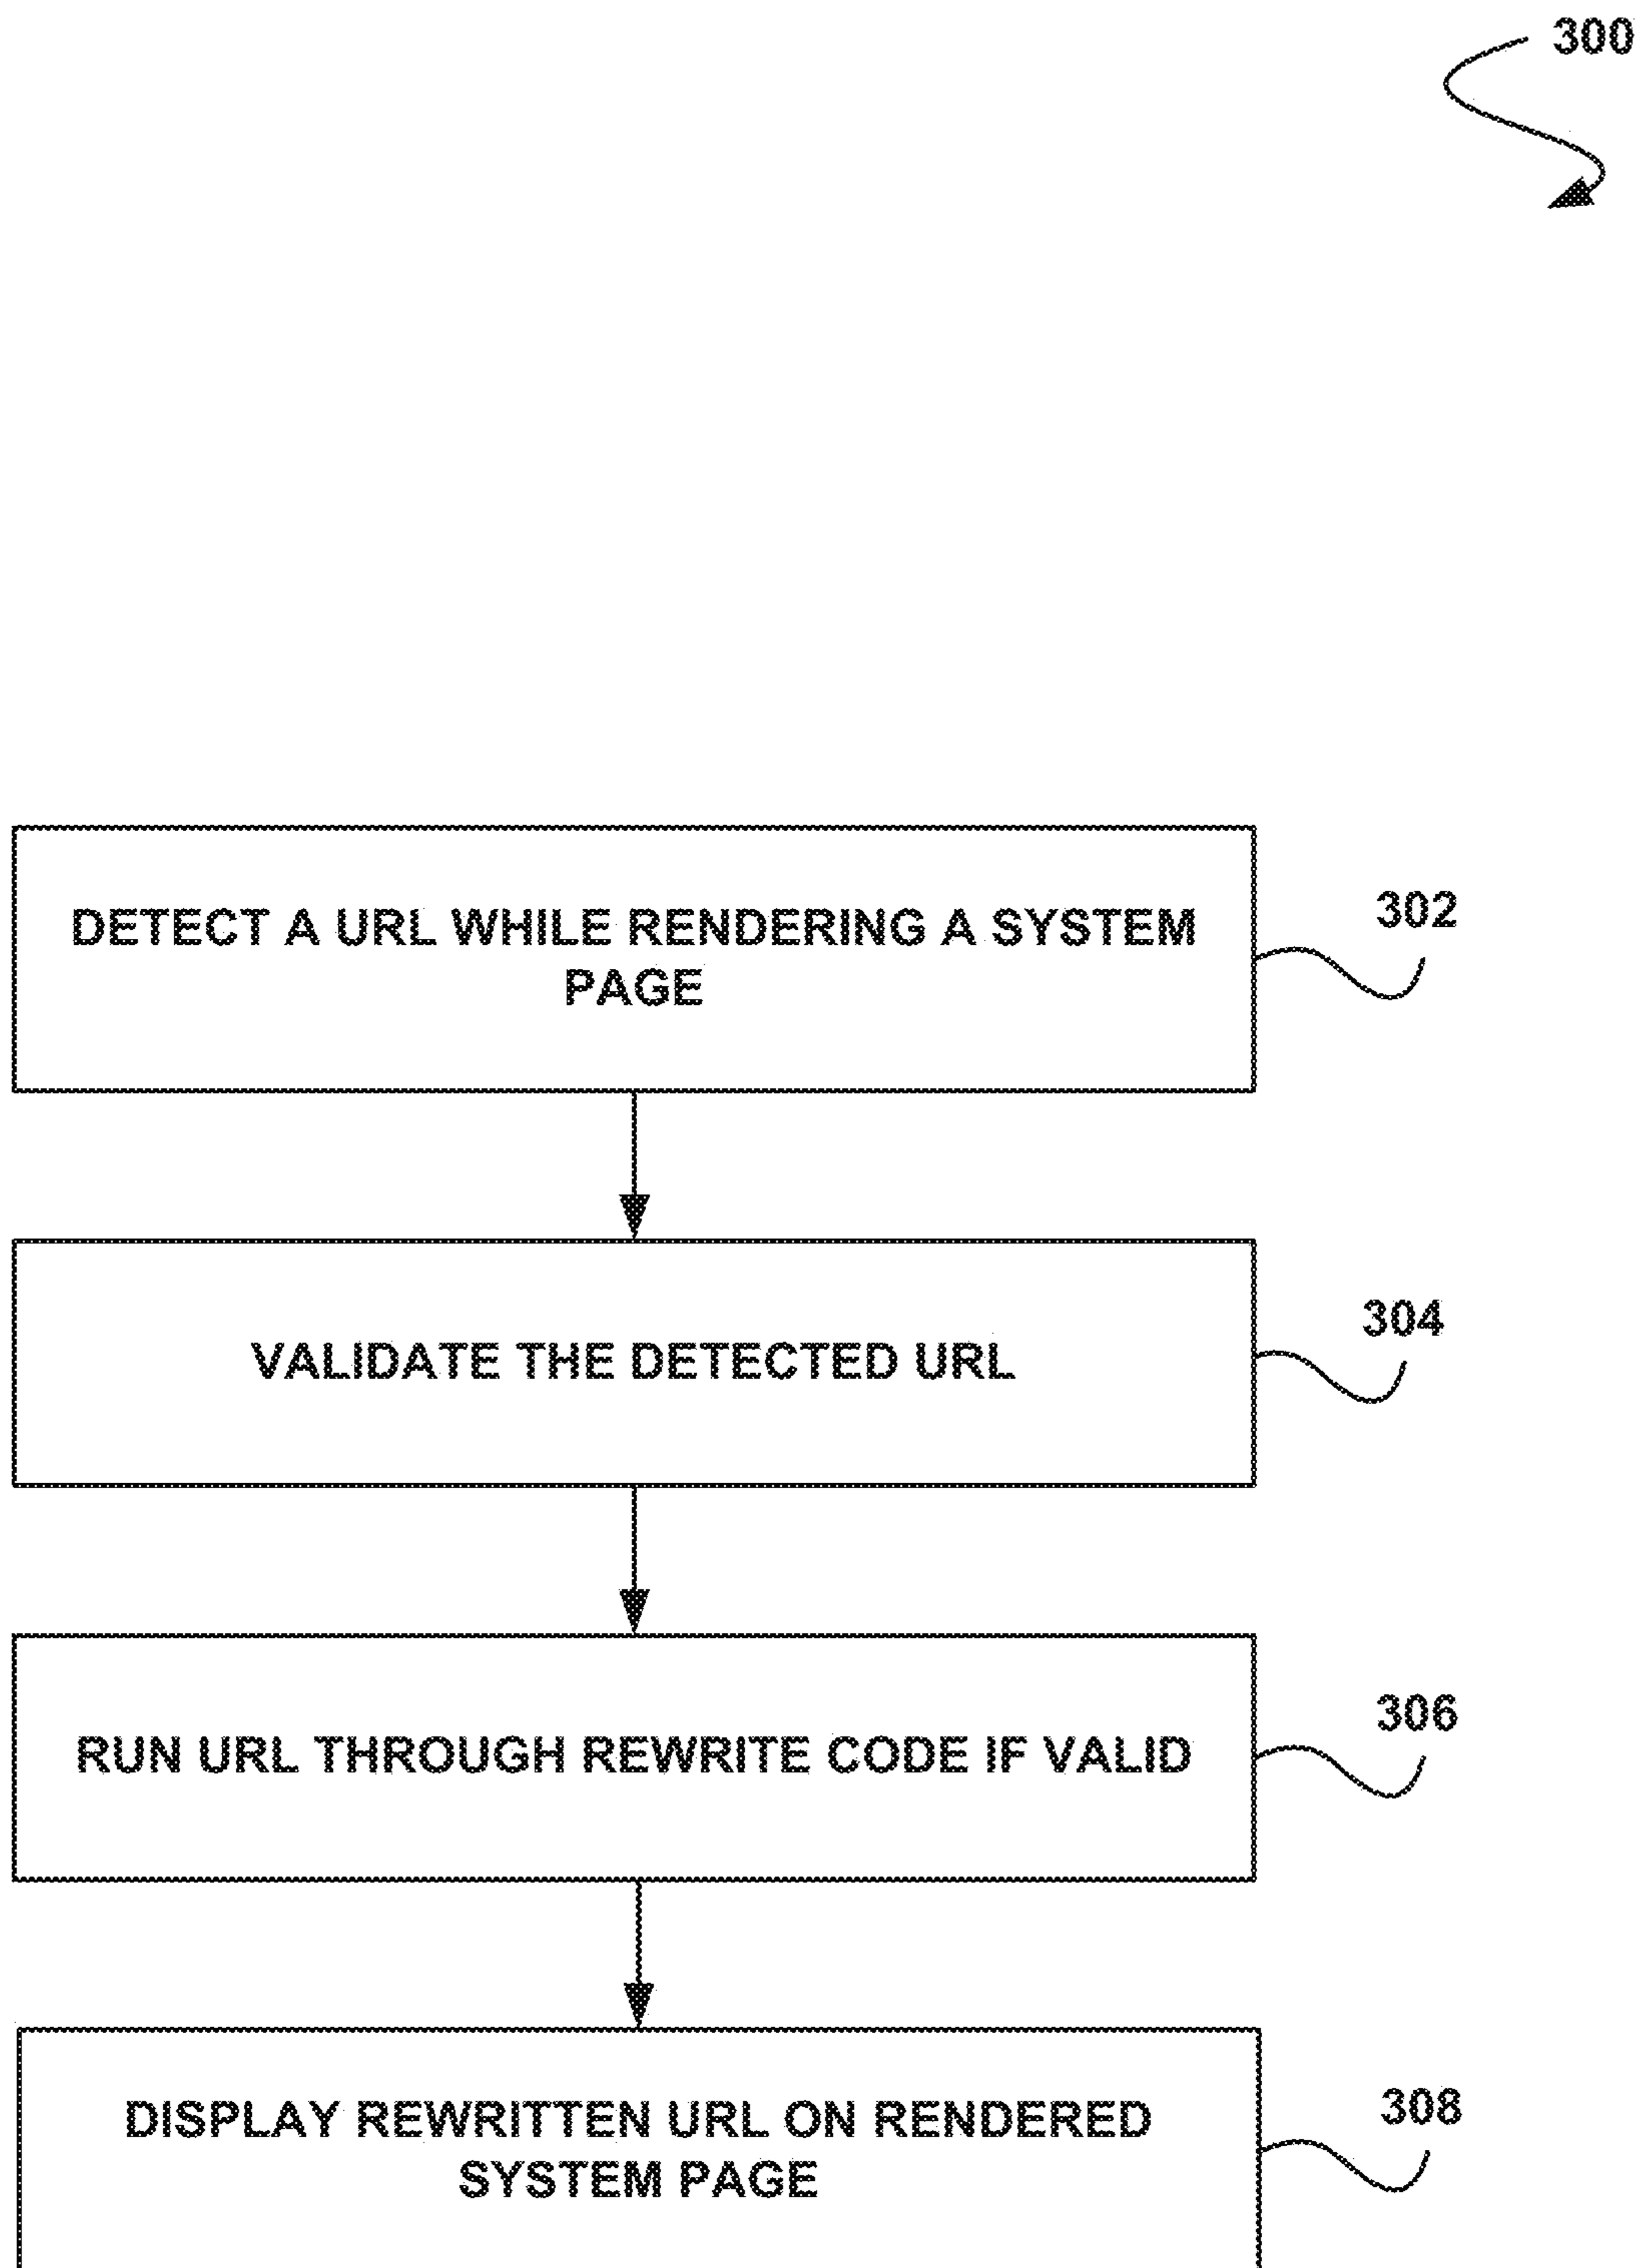 300
DETECT A URL WHILE RENDERING A SYSTEM
PAGE
302
VALIDATE THE DETECTED URL
304
RUN URL THROUGH REWRITE CODE IF VALID
306
DISPLAY REWRITTEN URL ON RENDERED
SYSTEM PAGE
308